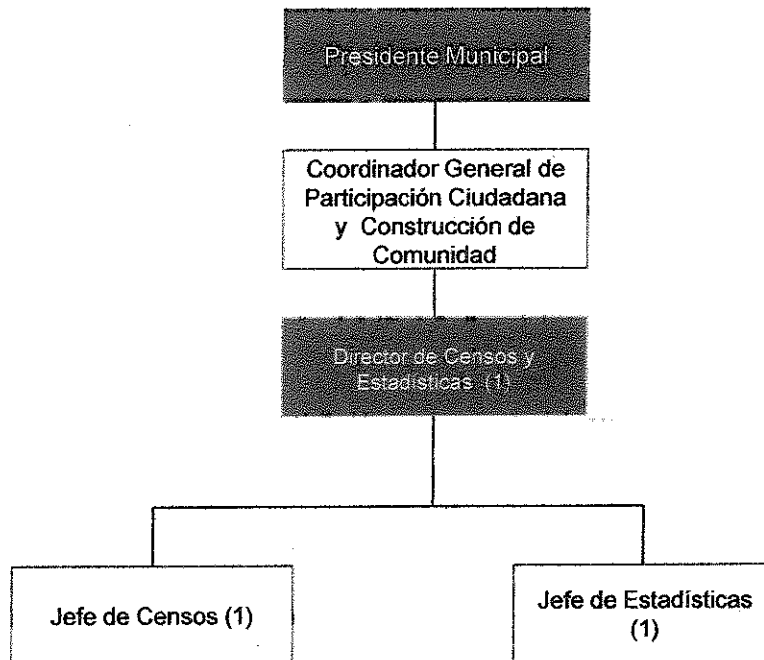 Presidente Municipal
Coordinador General de
Participación Ciudadana
y Construcción de
Comunidad
Director de Censos y
Estadísticas (1)
Jefe de Censos (1)
Jefe de Estadísticas
(1)